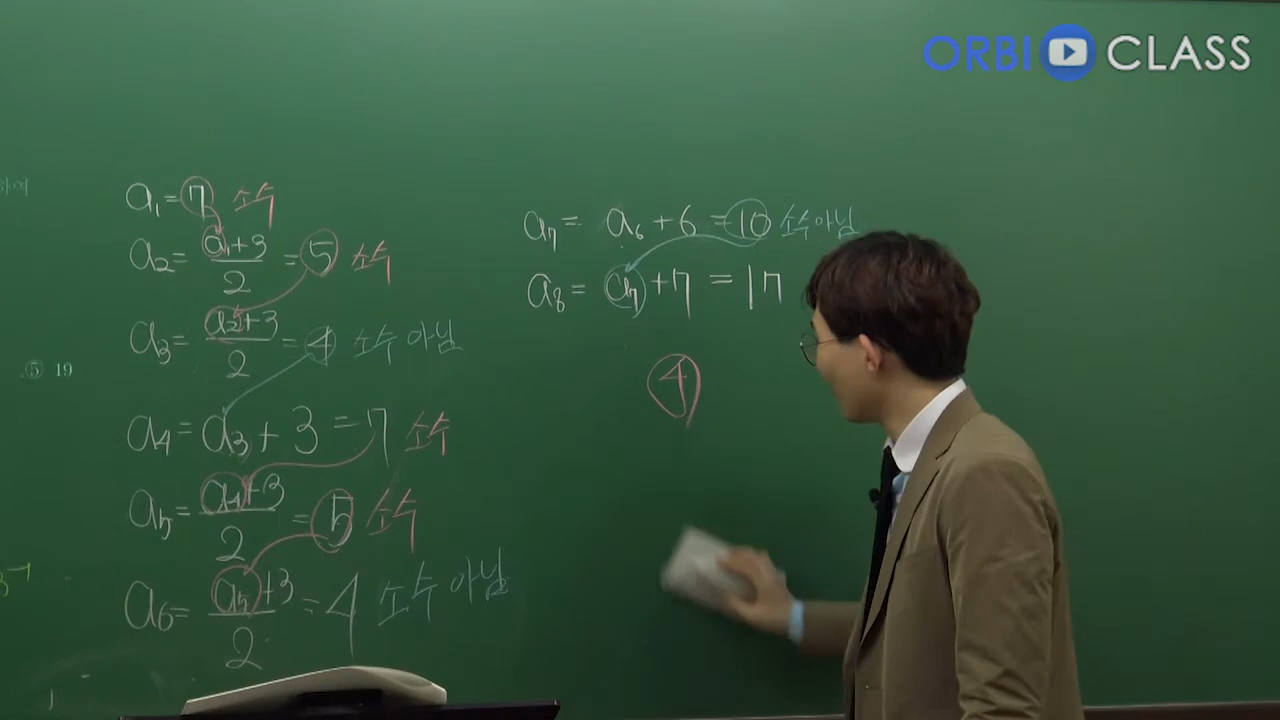 ORBI CLASS
하여
a₁=7 소수
a₂= (a₁+3)/2 =5 소수
a₃= (a₂+3)/2 =4 소수 아님
⑤ 19
a₄= a₃+3=7 소수
a₅= (a₄+3)/2 =5 소수
a₆= (a₅+3)/2 =4 소수 아님
a₇= a₆+6=10 소수아님
a₈= a₇+7=17
④